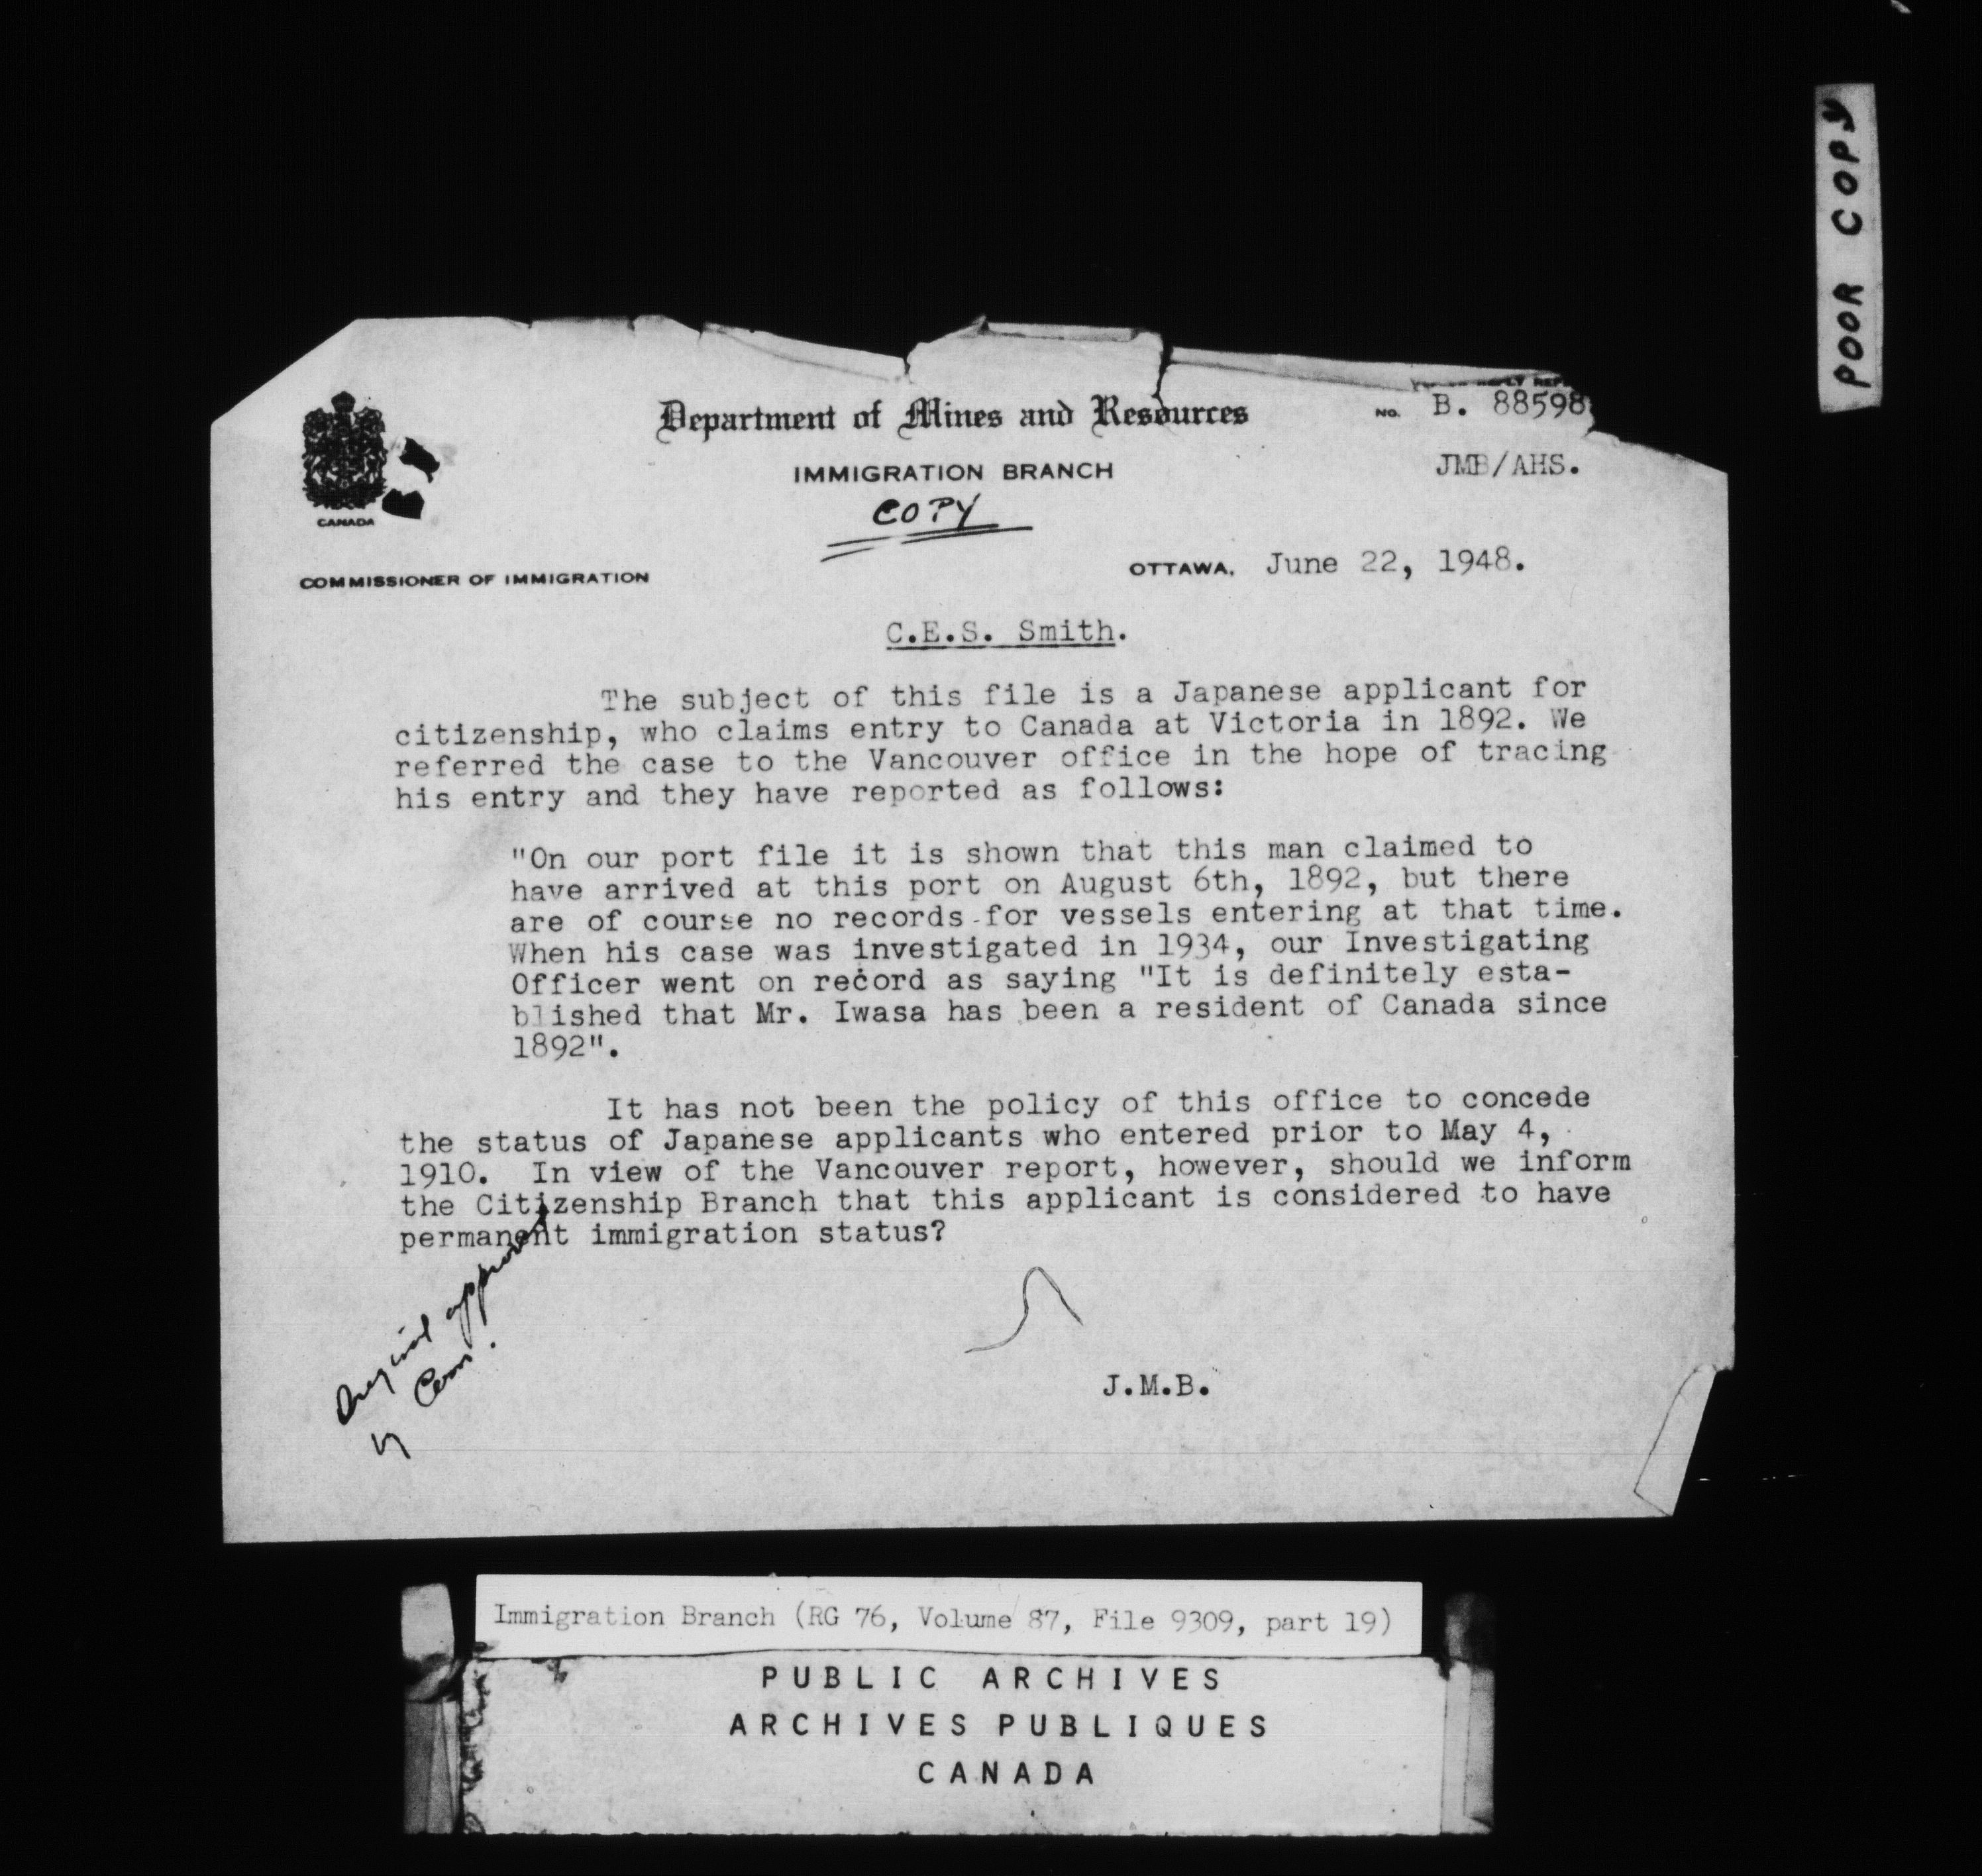 POOR COPY
Department of Mines and Resources
No. B. 88598
IMMIGRATION BRANCH
JMB/AHS.
COPY
CANADA
COMMISSIONER OF IMMIGRATION
OTTAWA, June 22, 1948.
C.E.S. Smith.
The subject of this file is a Japanese applicant for
citizenship, who claims entry to Canada at Victoria in 1892. We
referred the case to the Vancouver office in the hope of tracing
his entry and they have reported as follows:
"On our port file it is shown that this man claimed to
have arrived at this port on August 6th, 1892, but there
are of course no records for vessels entering at that time.
When his case was investigated in 1934, our Investigating
Officer went on record as saying "It is definitely esta-
blished that Mr. Iwasa has been a resident of Canada since
1892".
It has not been the policy of this office to concede
the status of Japanese applicants who entered prior to May 4,
1910. In view of the Vancouver report, however, should we inform
the Citizenship Branch that this applicant is considered to have
permanent immigration status?
Original approved
by Com.
J.M.B.
Immigration Branch (RG 76, Volume 87, File 9309, part 19)
PUBLIC ARCHIVES
ARCHIVES PUBLIQUES
CANADA